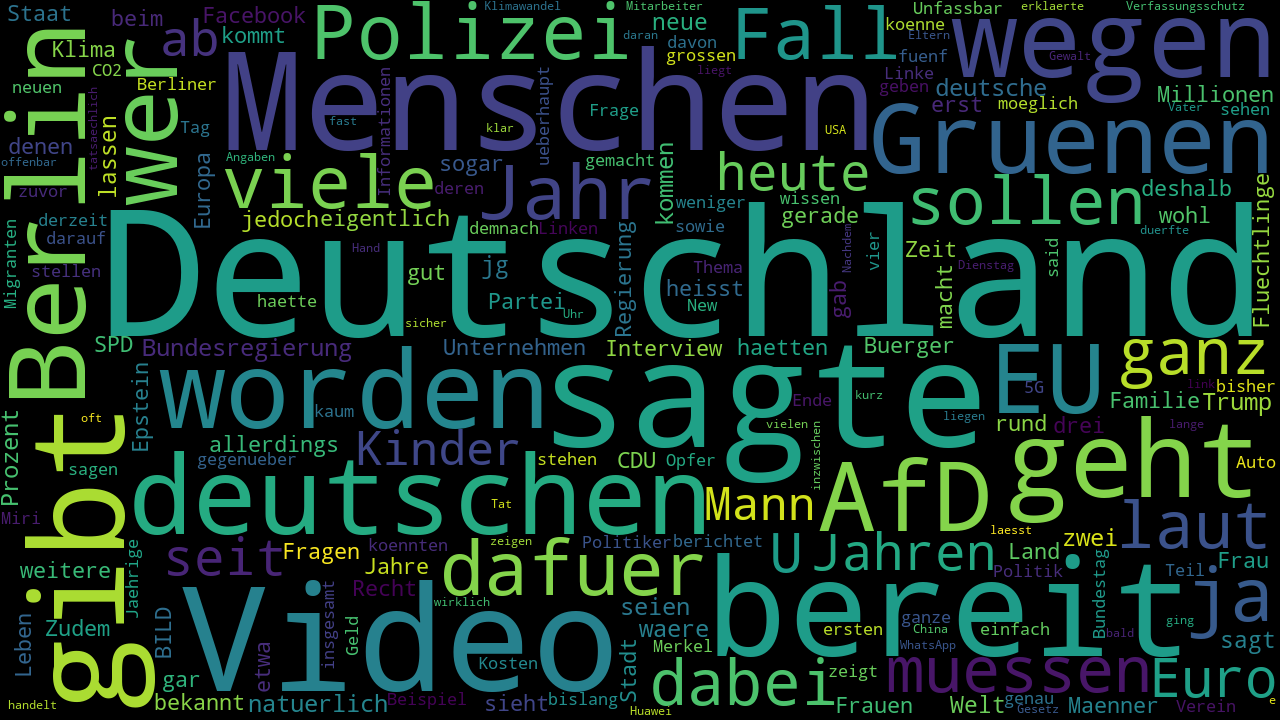 Staat
beim
Facebook
Polizei
Klimawandel
Mitarbeiter
neue
Fall
Unfassbar
erklaerte
Verfassungsschutz
Berlin
Klima
kommt
ab
wer
daran
davon
grossen
koenne
Eltern
wegen
CO2
Menschen
liegt
fuenf
Linke
Gewalt
neuen
Berliner
tatsaechlich
Informationen
ueberhaupt
Frage
geben
deutsche
Millionen
Tag
fast
klar
USA
erst
moeglich
Vater
sehen
denen
lassen
Gruenen
offenbar
Angaben
viele
sogar
gemacht
heute
zuvor
Europa
deren
Jahr
kommen
weniger
wissen
sollen
deshalb
Fluechtlinge
Migranten
derzeit
jedoch
eigentlich
demnach
Linken
sowie
gerade
wohl
darauf
Deutschland
Hand
Regierung
vier
Nachdem
Zeit
said
duerfte
stellen
gut
jg
Thema
heisst
gab
macht
Dienstag
haette
Partei
Uhr
New
sicher
SPD
Bundesregierung
Unternehmen
Interview
haetten
Buerger
EU
ganz
gibt
Epstein
worden
sagte
5G
link
bisher
oft
kaum
Ende
kurz
liegen
Familie
Trump
Prozent
allerdings
Kinder
vielen
inzwischen
rund
drei
lange
sagen
gegenueber
stehen
CDU
Opfer
geht
Auto
deutschen
Tat
Mann
AfD
Miri
laesst
laut
Jaehrige
seit
Fragen
koennten
zeigen
Politiker
berichtet
U
Jahren
Land
zwei
weitere
Jahre
dafuer
Politik
Bundestag
Teil
Frau
Recht
wirklich
bereit
ja
Leben
Zudem
BILD
Video
insgesamt
Geld
seien
ganze
WhatsApp
bald
ging
etwa
waere
ersten
China
einfach
sagt
Kosten
Stadt
Merkel
gar
dabei
zeigt
muessen
Euro
handelt
bekannt
natuerlich
Beispiel
sieht
bislang
Huawei
Frauen
Welt
genau
Gesetz
Maenner
Verein
e